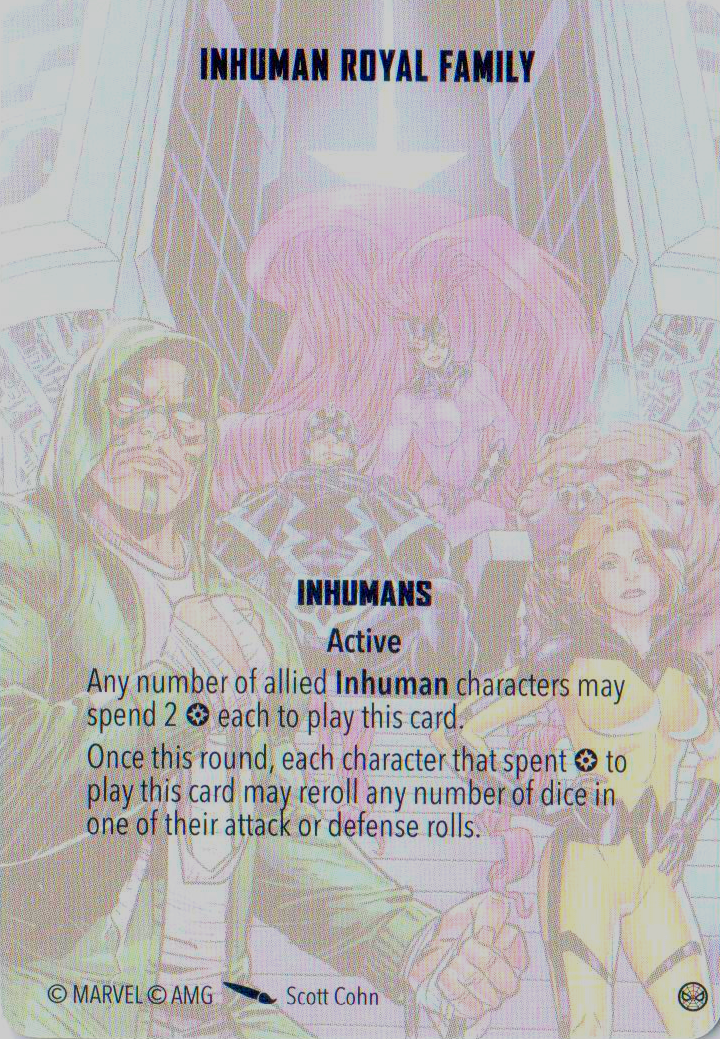 INHUMAN ROYAL FAMILY
INHUMANS
Active
Any number of allied Inhuman characters may
spend 2 each to play this card.
Once this round, each character that spent to
play this card may reroll any number of dice in
one of their attack or defense rolls.
© MARVEL © AMG Scott Cohn